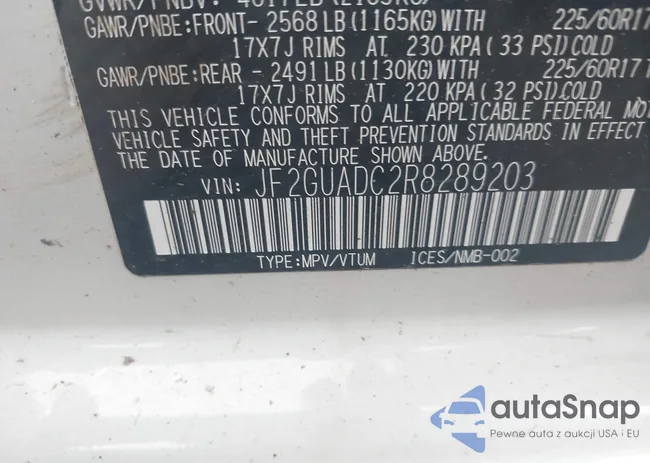 GAWR/PNBE:FRONT- 2568 LB (1165KG) WITH 225/60R17
17X7J RIMS AT 230 KPA ( 33 PSI) COLD
GAWR/PNBE:REAR - 2491 LB (1130KG) WITH 225/60R17
17X7J RIMS AT 220 KPA ( 32 PSI) COLD
THIS VEHICLE CONFORMS TO ALL APPLICABLE FEDERAL MOT
VEHICLE SAFETY AND THEFT PREVENTION STANDARDS IN EFFECT
THE DATE OF MANUFACTURE SHOWN ABOVE.
VIN: JF2GUADC2R8289203
TYPE:MPV/VTUM ICES/NMB-002
autaSnap
Pewne auta z aukcji USA i EU